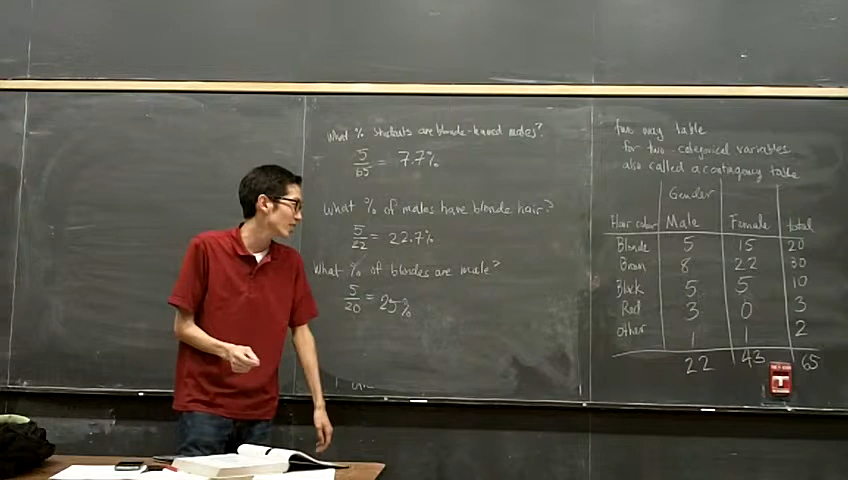 What % students are blonde-haired males?
5/65 = 7.7%
What % of males have blonde hair?
5/22 = 22.7%
What % of blondes are male?
5/20 = 25%
two way table
for two categorical variables
also called a contingency table
Gender
Hair color Male Female total
Blonde 5 15 20
Brown 8 22 30
Black 5 5 10
Red 3 0 3
other 1 1 2
22 43 65